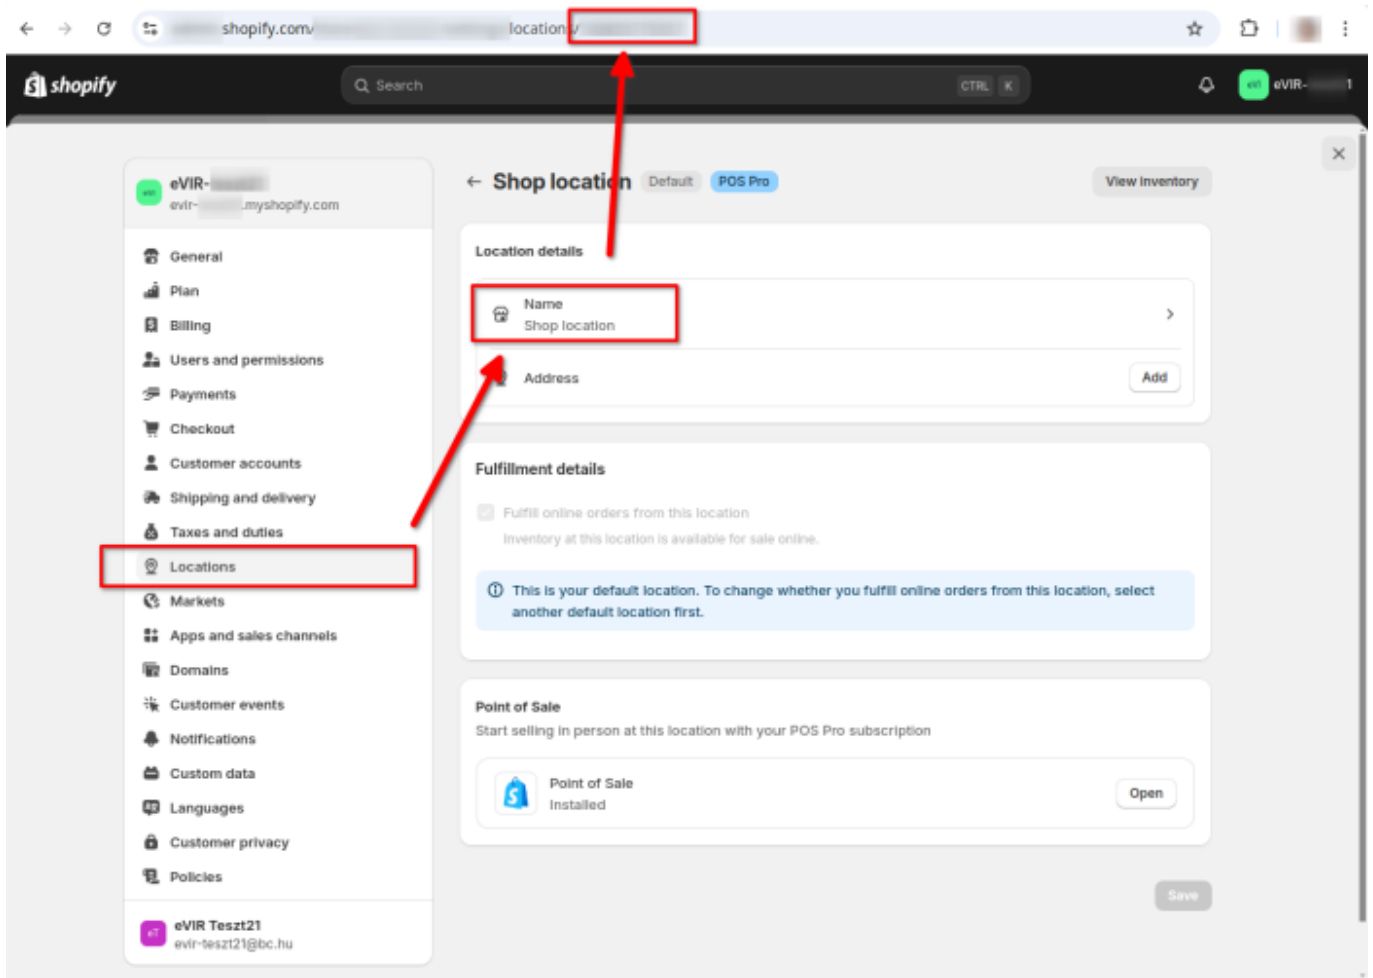 shopify.com/
locations/
shopify
Search
CTRL K
eVIR-
1
eVIR-
evir-
.myshopify.com
General
Plan
Billing
Users and permissions
Payments
Checkout
Customer accounts
Shipping and delivery
Taxes and duties
Locations
Markets
Apps and sales channels
Domains
Customer events
Notifications
Custom data
Languages
Customer privacy
Policies
eT
eVIR Teszt21
evir-teszt21@bc.hu
Shop location Default POS Pro
View Inventory
Location details
Name
Shop location
Address
Add
Fulfillment details
Fulfill online orders from this location
Inventory at this location is available for sale online.
This is your default location. To change whether you fulfill online orders from this location, select
another default location first.
Point of Sale
Start selling in person at this location with your POS Pro subscription
Point of Sale
Installed
Open
Save